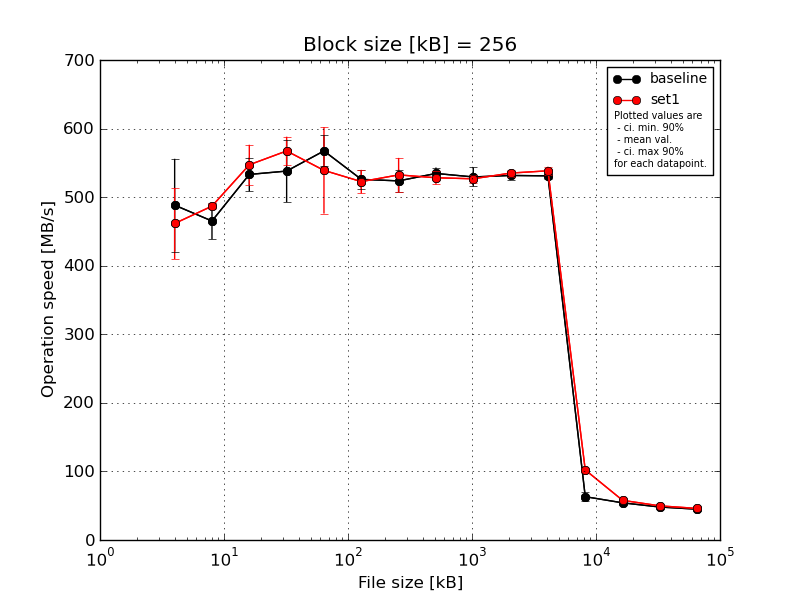 Block size [kB] = 256
700
600
500
400
300
200
100
0
Operation speed [MB/s]
baseline
set1
Plotted values are
- ci. min. 90%
- mean val.
- ci. max 90%
for each datapoint.
10^0 10^1 10^2 10^3 10^4 10^5
File size [kB]